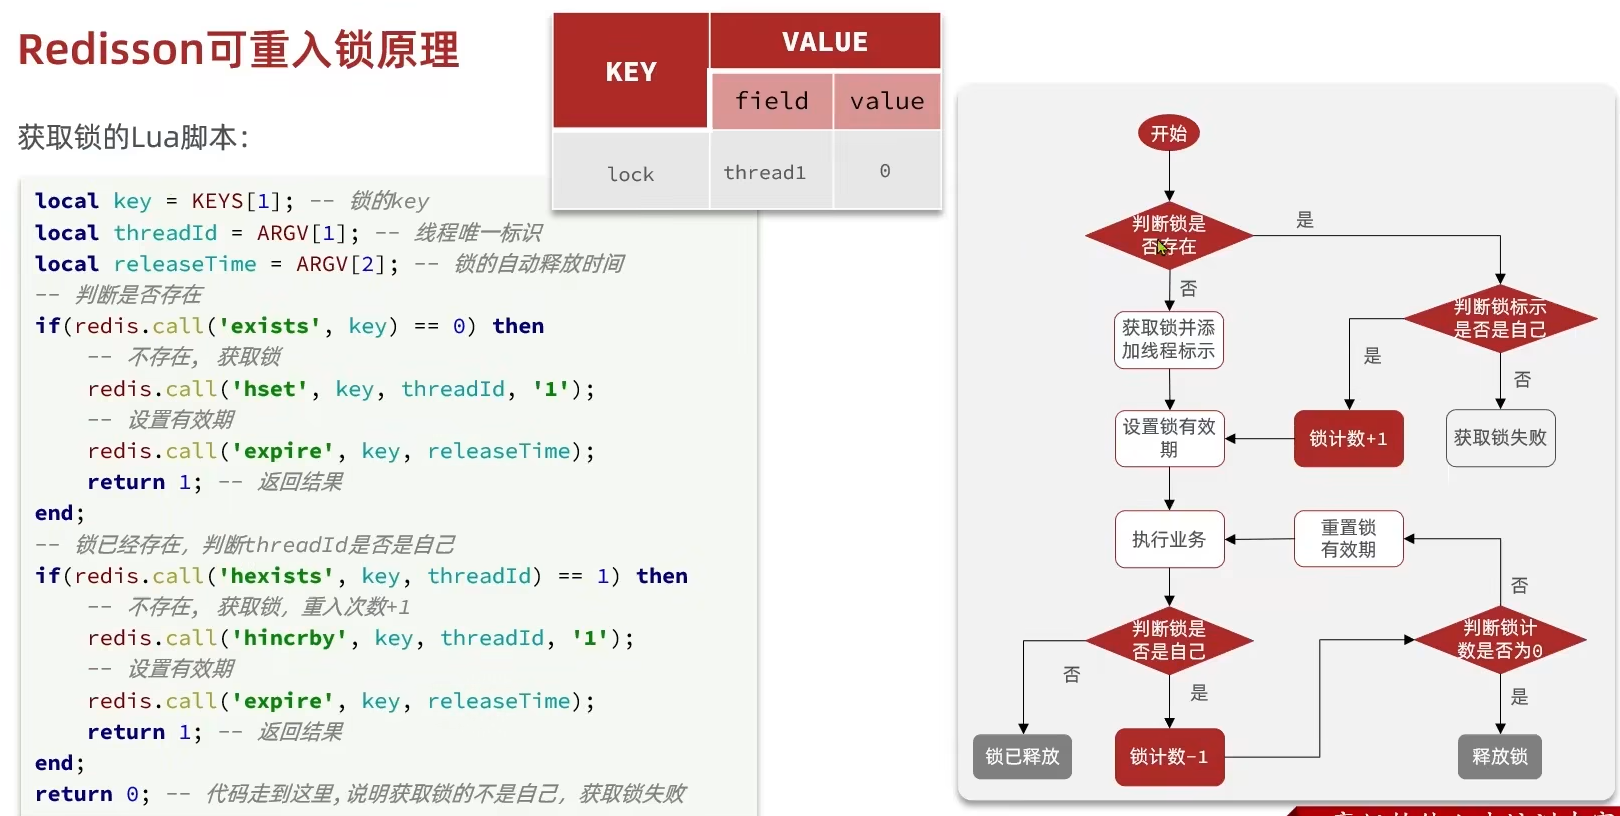 Redisson可重入锁原理
获取锁的Lua脚本：
KEY
VALUE
field
value
lock
thread1
0
local key = KEYS[1]; -- 锁的key
local threadId = ARGV[1]; -- 线程唯一标识
local releaseTime = ARGV[2]; -- 锁的自动释放时间
-- 判断是否存在
if(redis.call('exists', key) == 0) then
-- 不存在, 获取锁
redis.call('hset', key, threadId, '1');
-- 设置有效期
redis.call('expire', key, releaseTime);
return 1; -- 返回结果
end;
-- 锁已经存在，判断threadId是否是自己
if(redis.call('hexists', key, threadId) == 1) then
-- 不存在, 获取锁，重入次数+1
redis.call('hincrby', key, threadId, '1');
-- 设置有效期
redis.call('expire', key, releaseTime);
return 1; -- 返回结果
end;
return 0; -- 代码走到这里,说明获取锁的不是自己，获取锁失败
开始
判断锁是
否存在
是
否
判断锁标示
是否是自己
获取锁并添
加线程标示
是
否
设置锁有效
期
锁计数+1
获取锁失败
执行业务
重置锁
有效期
否
判断锁是
否是自己
判断锁计
数是否为0
否
是
是
锁已释放
锁计数-1
释放锁